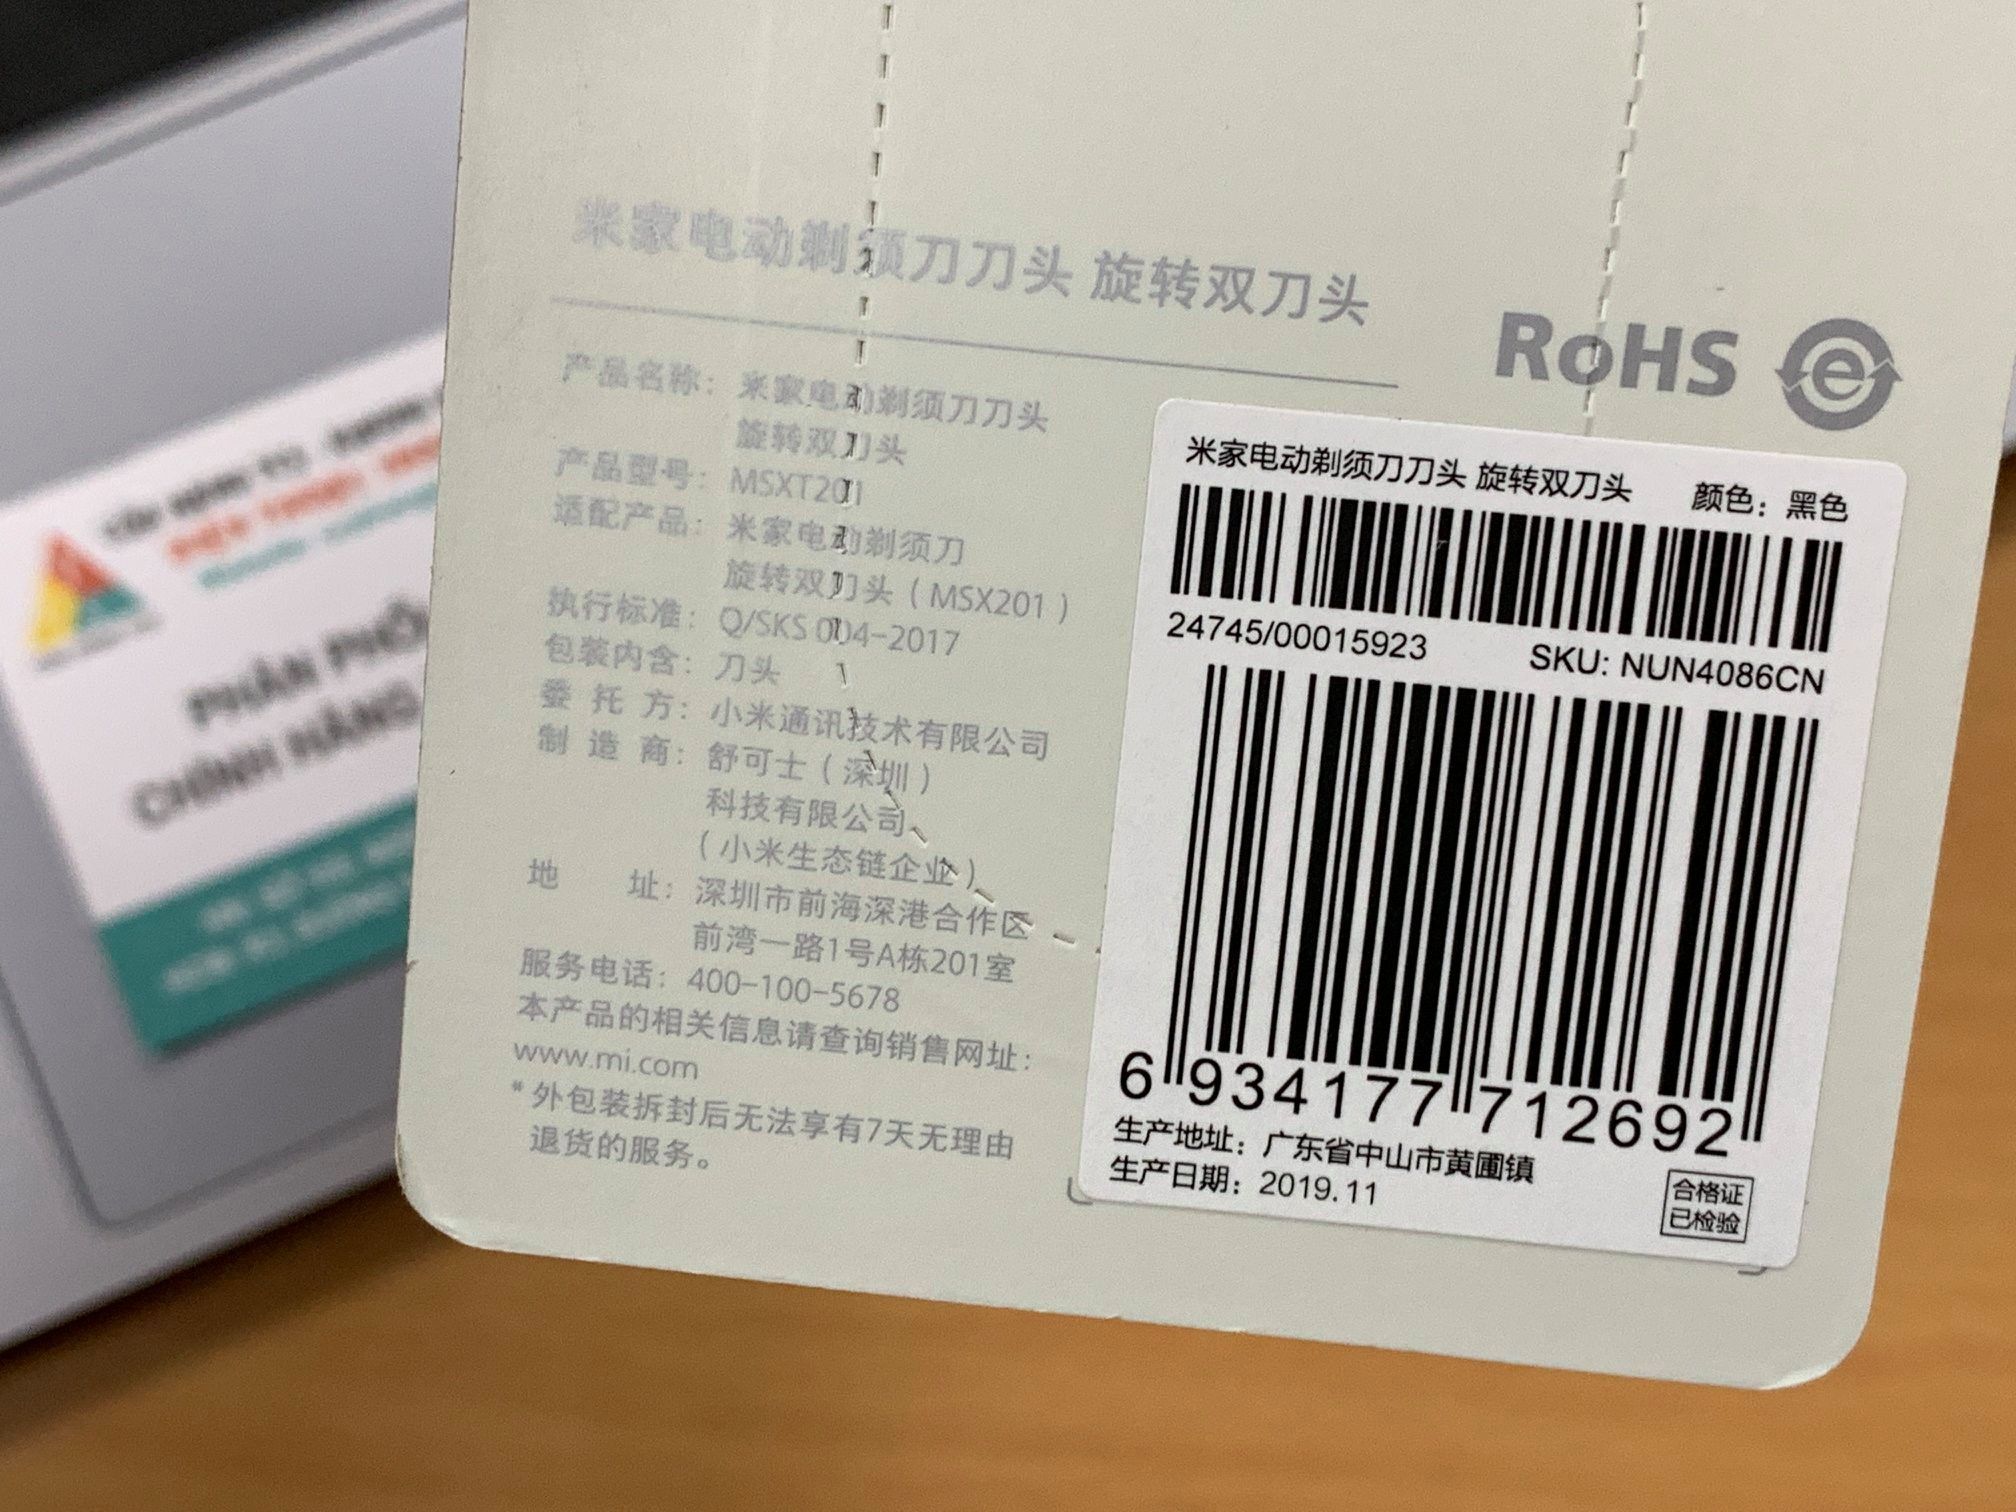 米家电动剃须刀刀头 旋转双刀头
产品名称：米家电动剃须刀刀头
旋转双刀头
产品型号：MSXT201
适配产品：米家电动剃须刀
旋转双刀头（MSX201）
执行标准：Q/SKS 004-2017
包装内含：刀头
委托方：小米通讯技术有限公司
制造商：舒可士（深圳）
科技有限公司
（小米生态链企业）
地址：深圳市前海深港合作区
前湾一路1号A栋201室
服务电话：400-100-5678
本产品的相关信息请查询销售网址：
www.mi.com
*外包装拆封后无法享有7天无理由
退货的服务。
RoHS e
米家电动剃须刀刀头 旋转双刀头 颜色：黑色
24745/00015923 SKU: NUN4086CN
6 934177 712692
生产地址：广东省中山市黄圃镇
生产日期：2019.11
合格证
已检验
PHÂN PHỐI
CHÍNH HÃNG